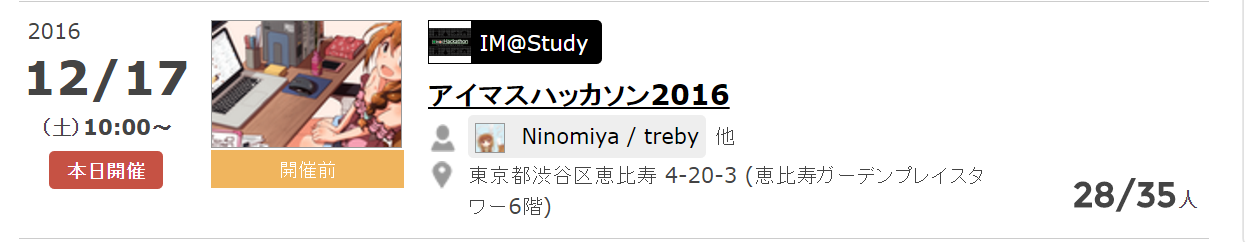 2016
12/17
(土)10:00~
本日開催
開催前
IM@Study
アイマスハッカソン2016
Ninomiya / treby 他
東京都渋谷区恵比寿 4-20-3 (恵比寿ガーデンプレイスタ
ワー6階)
28/35人